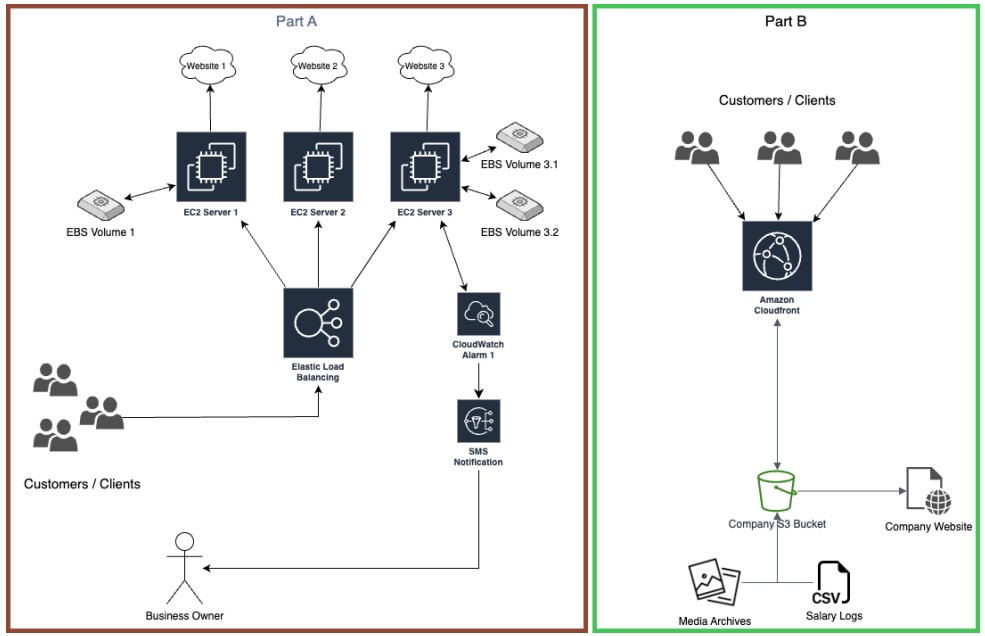 Part A
Website 1
Website 2
Website 3
EBS Volume 3.1
EC2 Server 1
EC2 Server 2
EC2 Server 3
EBS Volume 1
EBS Volume 3.2
CloudWatch
Alarm 1
Elastic Load
Balancing
SMS
Notification
Customers / Clients
Business Owner
Part B
Customers / Clients
Amazon
Cloudfront
Company S3 Bucket
Company Website
CSV
Media Archives
Salary Logs